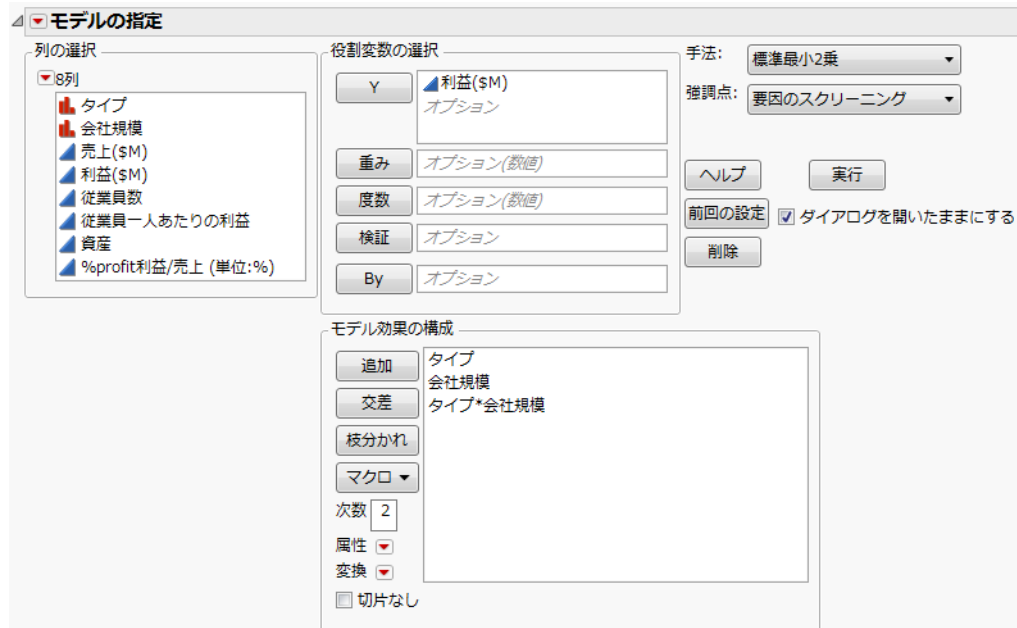 モデルの指定
列の選択
8列
タイプ
会社規模
売上($M)
利益($M)
従業員数
従業員一人あたりの利益
資産
%profit利益/売上 (単位:%)
役割変数の選択
Y
利益($M)
オプション
重み
オプション(数値)
度数
オプション(数値)
検証
オプション
By
オプション
手法:
標準最小2乗
強調点:
要因のスクリーニング
ヘルプ
実行
前回の設定
ダイアログを開いたままにする
削除
モデル効果の構成
追加
交差
枝分かれ
マクロ
次数 2
属性
変換
切片なし
タイプ
会社規模
タイプ*会社規模